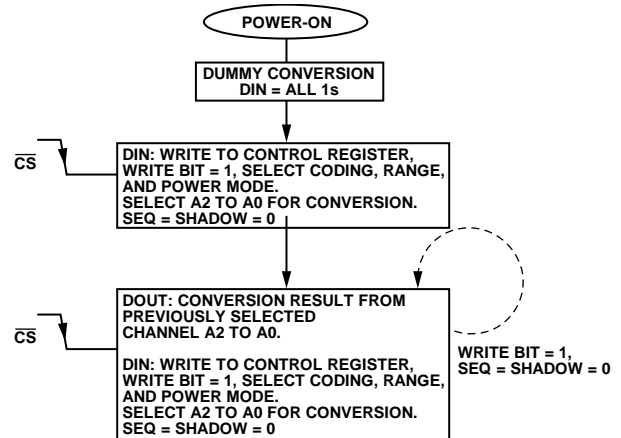 POWER-ON
DUMMY CONVERSION
DIN = ALL 1s
CS
DIN: WRITE TO CONTROL REGISTER,
WRITE BIT = 1, SELECT CODING, RANGE,
AND POWER MODE.
SELECT A2 TO A0 FOR CONVERSION.
SEQ = SHADOW = 0
CS
DOUT: CONVERSION RESULT FROM
PREVIOUSLY SELECTED
CHANNEL A2 TO A0.
DIN: WRITE TO CONTROL REGISTER,
WRITE BIT = 1, SELECT CODING, RANGE,
AND POWER MODE.
SELECT A2 TO A0 FOR CONVERSION.
SEQ = SHADOW = 0
WRITE BIT = 1,
SEQ = SHADOW = 0